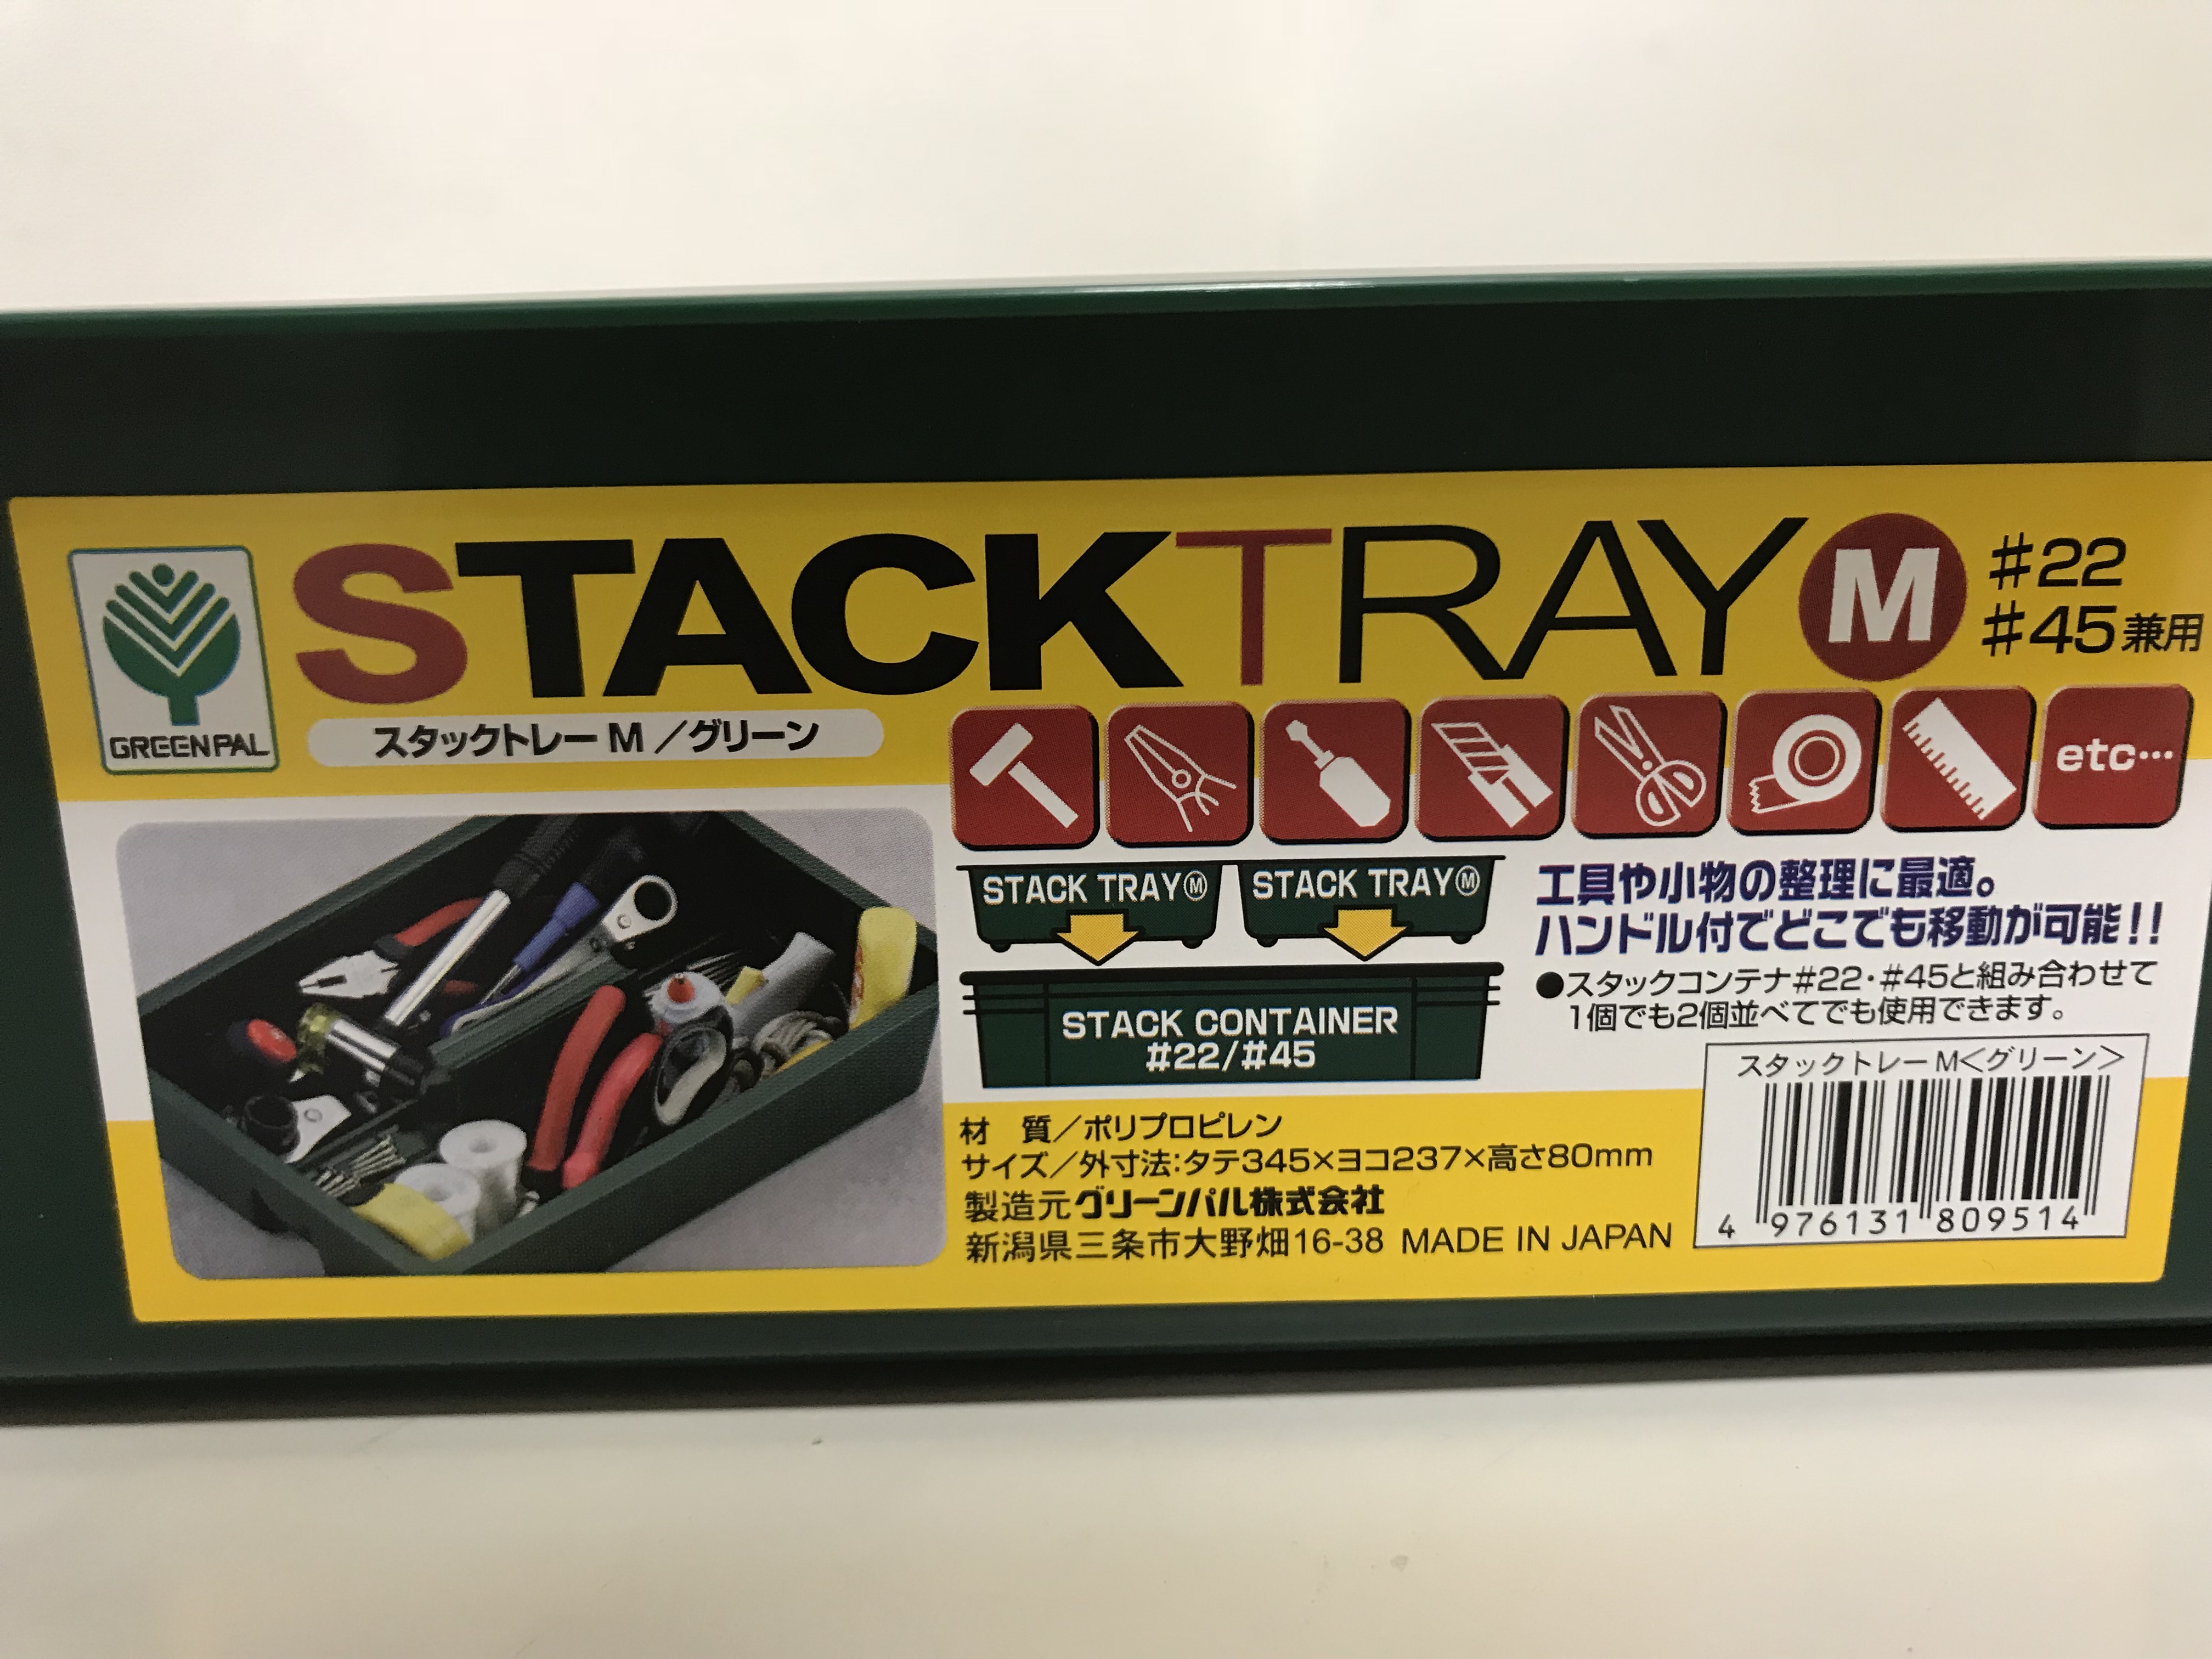 GREEN PAL
STACKTRAY M
#22
#45兼用
スタックトレー M /グリーン
etc…
STACK TRAYⓂ
STACK TRAYⓂ
STACK CONTAINER
#22/#45
工具や小物の整理に最適。
ハンドル付でどこでも移動が可能!!
●スタックコンテナ#22・#45と組み合わせて
1個でも2個並べてでも使用できます。
材 質/ポリプロピレン
サイズ/外寸法:タテ345×ヨコ237×高さ80mm
製造元グリーンパル株式会社
新潟県三条市大野畑16-38 MADE IN JAPAN
スタックトレー M<グリーン>
4 976131 809514